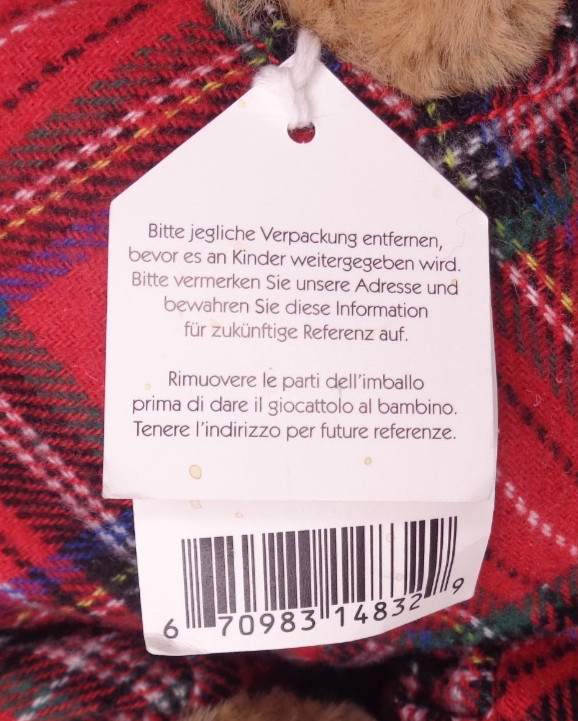 Bitte jegliche Verpackung entfernen,
bevor es an Kinder weitergegeben wird.
Bitte vermerken Sie unsere Adresse und
bewahren Sie diese Information
für zukünftige Referenz auf.
Rimuovere le parti dell'imballo
prima di dare il giocattolo al bambino.
Tenere l'indirizzo per future referenze.
6 70983 14832 9